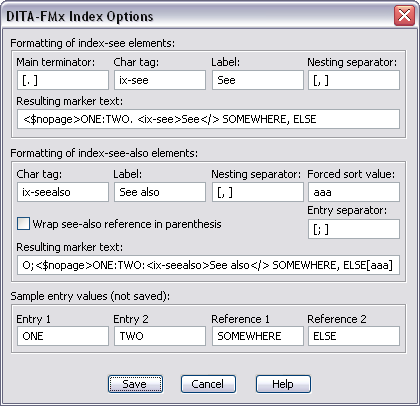 DITA-FMx Index Options
Formatting of index-see elements:
Main terminator: Char tag: Label: Nesting separator:
[. ] ix-see See [, ]
Resulting marker text:
<$nopage>ONE:TWO. <ix-see>See</> SOMEWHERE, ELSE
Formatting of index-see-also elements:
Char tag: Label: Nesting separator: Forced sort value:
ix-seealso See also [, ] aaa
Entry separator:
Wrap see-also reference in parenthesis [; ]
Resulting marker text:
O;<$nopage>ONE:TWO:<ix-seealso>See also</> SOMEWHERE, ELSE[aaa]
Sample entry values (not saved):
Entry 1 Entry 2 Reference 1 Reference 2
ONE TWO SOMEWHERE ELSE
Save Cancel Help